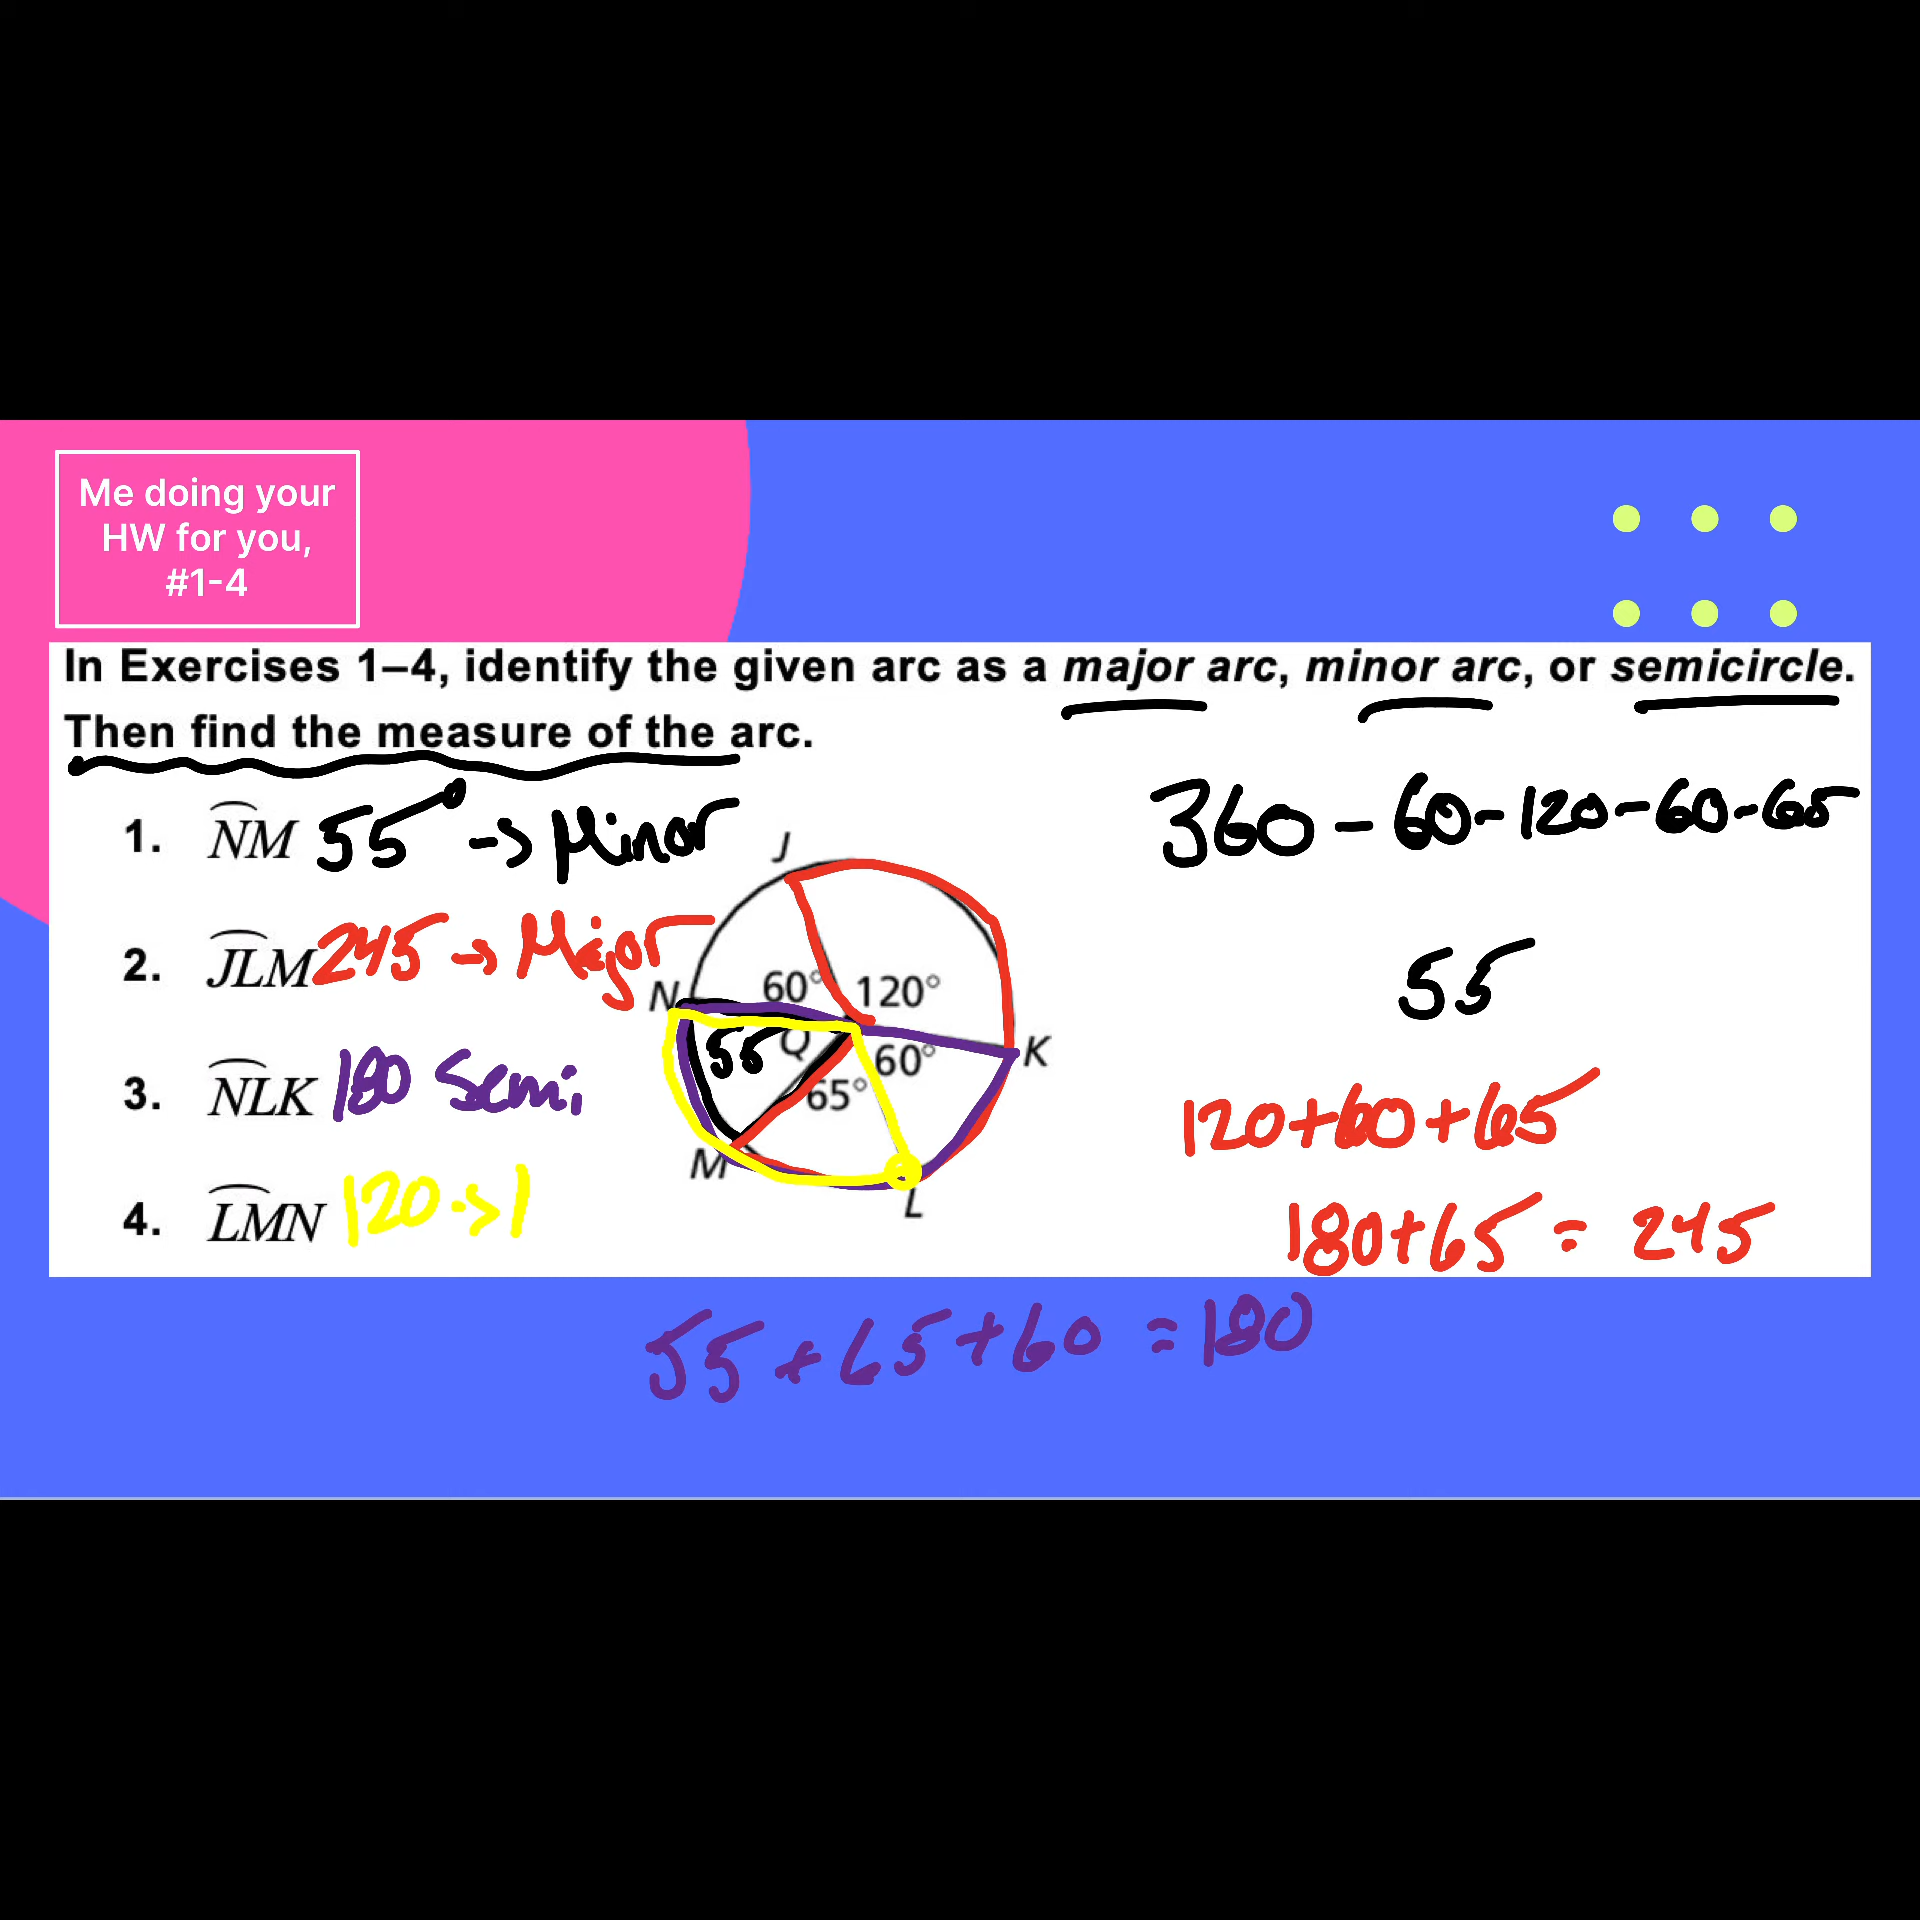 Me doing your
HW for you,
#1-4
In Exercises 1–4, identify the given arc as a major arc, minor arc, or semicircle.
Then find the measure of the arc.
360-60-120-60-65
1. NM 55° → Minor
J
2. JLM 245 → Major
N 60° 120°
55
55 Q 60° K
3. NLK 180 Semi
65°
120+60+65
M
L
4. LMN 120 →
180+65 = 245
55+65+60 = 180